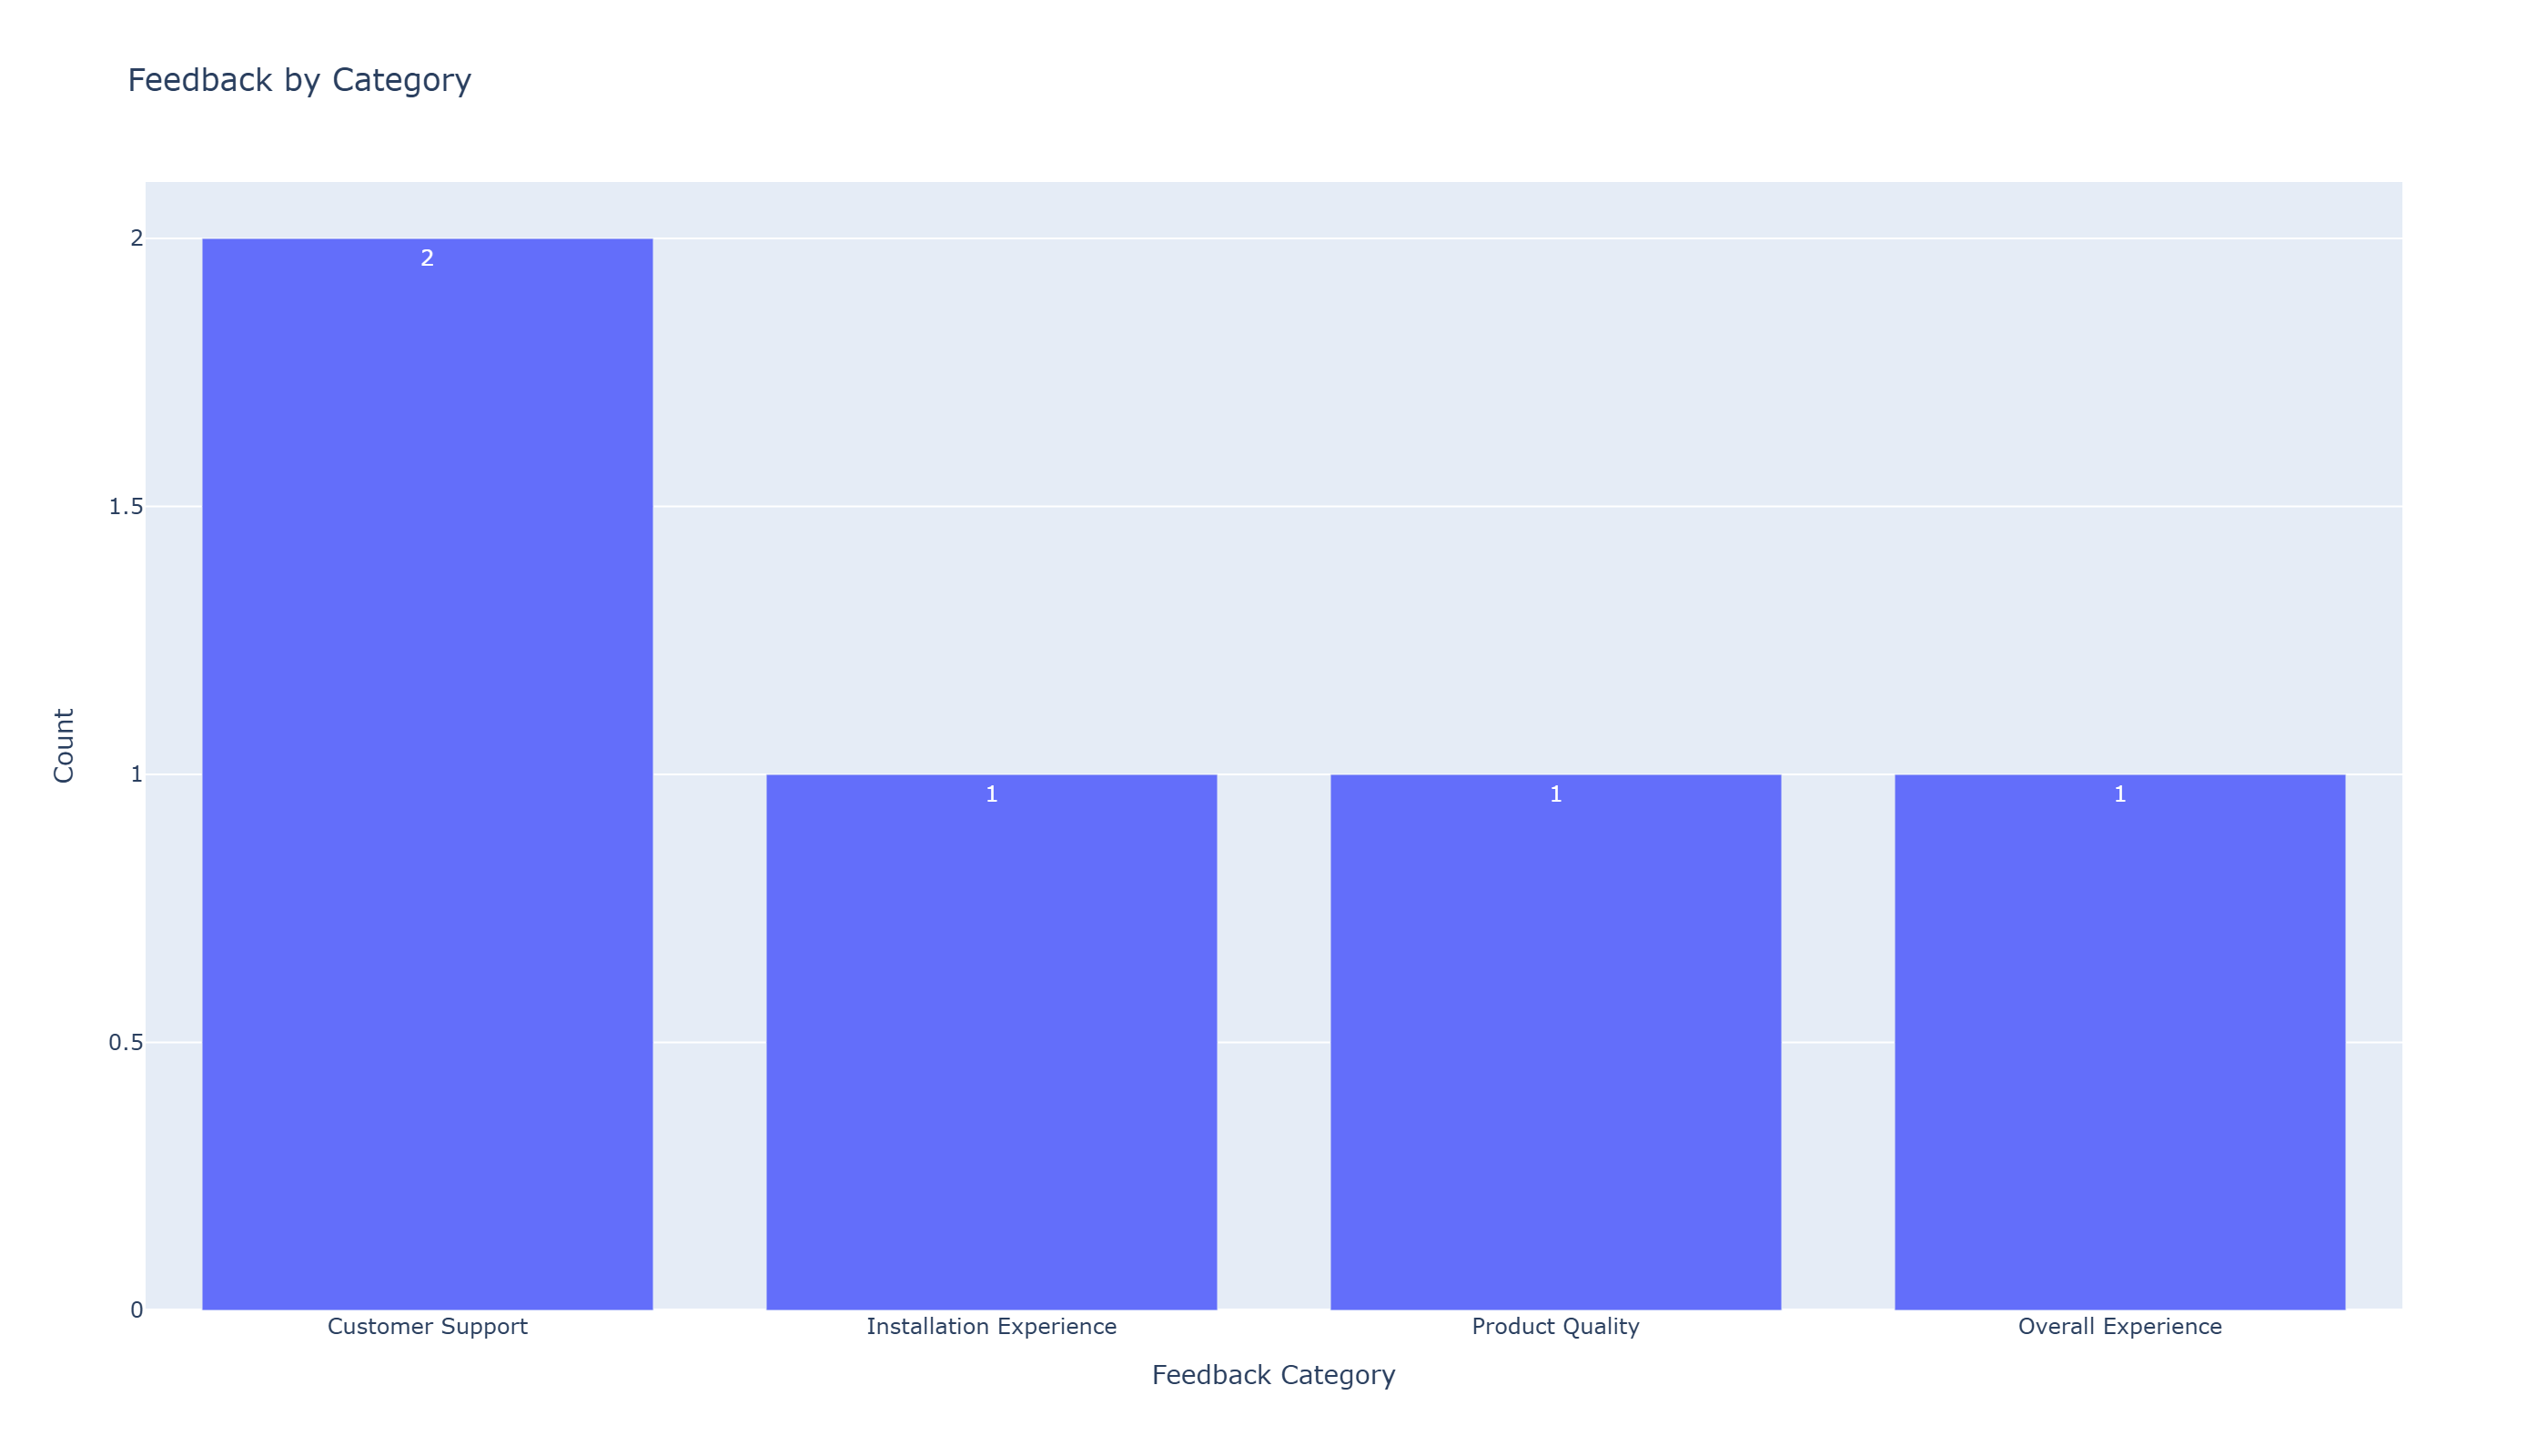 Feedback by Category
2
1.5
1
0.5
0
Count
2
1
1
1
Customer Support
Installation Experience
Product Quality
Overall Experience
Feedback Category